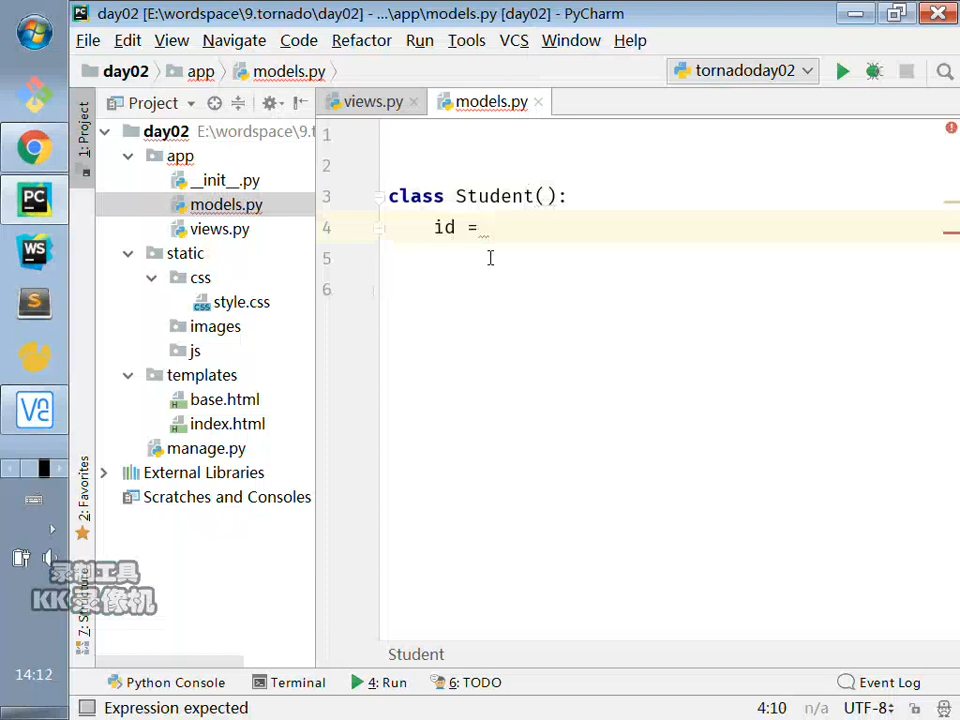 day02 [E:\wordspace\9.tornado\day02] - ...\app\models.py [day02] - PyCharm
File Edit View Navigate Code Refactor Run Tools VCS Window Help
day02 app models.py tornadoday02
1: Project
Project
views.py models.py
day02 E:\wordspace\9.t
app
__init__.py
models.py
views.py
static
css
style.css
images
js
templates
base.html
index.html
manage.py
External Libraries
Scratches and Consoles
1
2
3 class Student():
4 id =
5
6
2: Favorites
7: Structure
录制工具
KK录像机
14:12
Student
Python Console Terminal 4: Run 6: TODO Event Log
Expression expected 4:10 n/a UTF-8